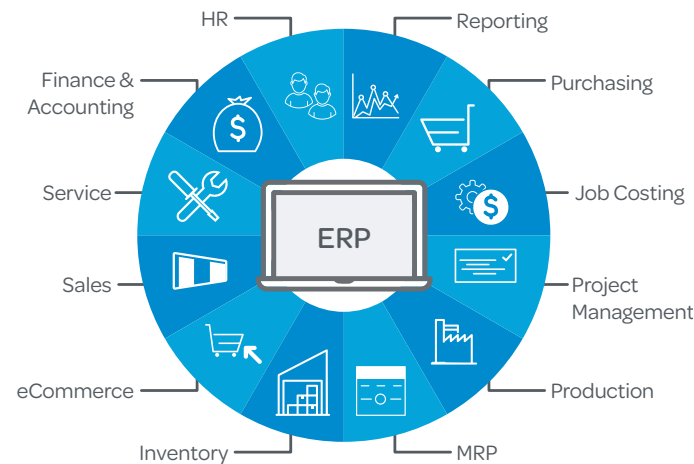 HR
Reporting
Finance &
Accounting
Purchasing
Service
Job Costing
ERP
Sales
Project
Management
eCommerce
Production
Inventory
MRP
$
$